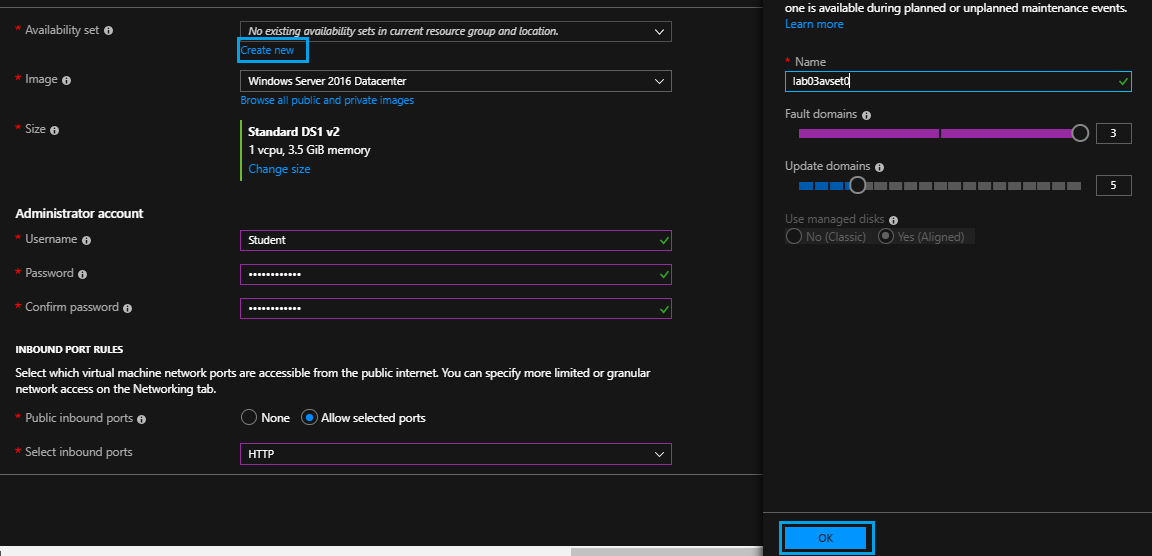 * Availability set
No existing availability sets in current resource group and location.
Create new
* Image
Windows Server 2016 Datacenter
Browse all public and private images
* Size
Standard DS1 v2
1 vcpu, 3.5 GiB memory
Change size
Administrator account
* Username
Student
* Password
••••••••••••
* Confirm password
••••••••••••
INBOUND PORT RULES
Select which virtual machine network ports are accessible from the public internet. You can specify more limited or granular
network access on the Networking tab.
* Public inbound ports
None
Allow selected ports
* Select inbound ports
HTTP
one is available during planned or unplanned maintenance events.
Learn more
* Name
lab03avset0
Fault domains
3
Update domains
5
Use managed disks
No (Classic)
Yes (Aligned)
OK